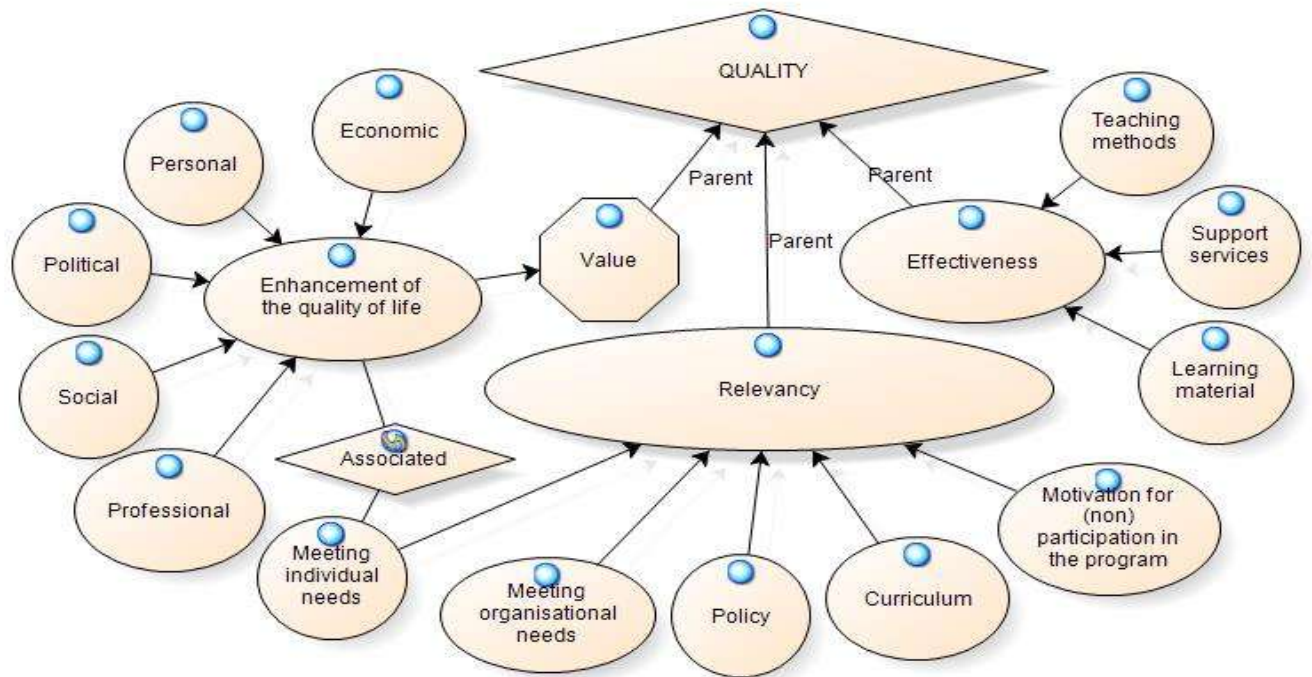 QUALITY
Economic
Personal
Teaching
methods
Parent
Parent
Political
Value
Support
services
Effectiveness
Parent
Enhancement of
the quality of life
Social
Relevancy
Learning
material
Associated
Professional
Motivation for
(non)
participation in
the program
Meeting
individual
needs
Meeting
organisational
needs
Policy
Curriculum